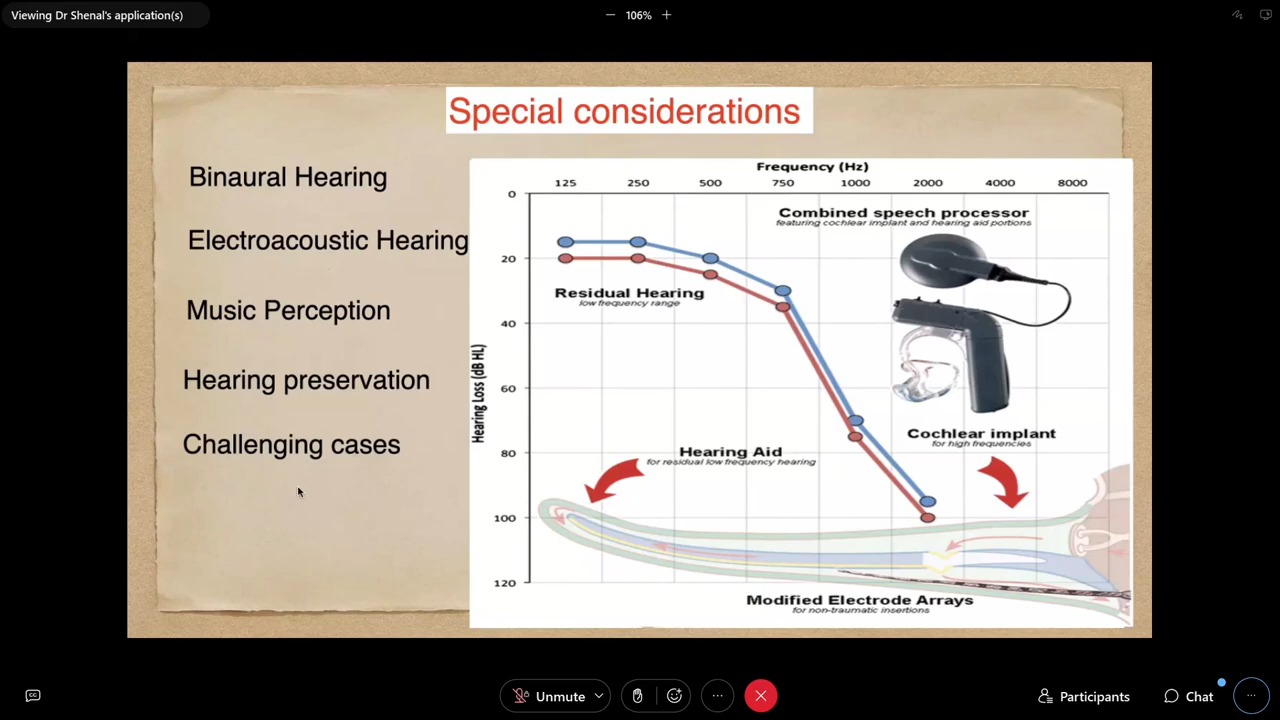 Viewing Dr Shenal's application(s)
106%
Special considerations
Binaural Hearing
Electroacoustic Hearing
Music Perception
Hearing preservation
Challenging cases
Frequency (Hz)
125 250 500 750 1000 2000 4000 8000
0
20
40
60
80
100
120
Hearing Loss (dB HL)
Combined speech processor
featuring cochlear implant and hearing aid portions
Residual Hearing
low frequency range
Hearing Aid
for residual low frequency hearing
Cochlear implant
for high frequencies
Modified Electrode Arrays
for non-traumatic insertions
CC
Unmute
Participants
Chat